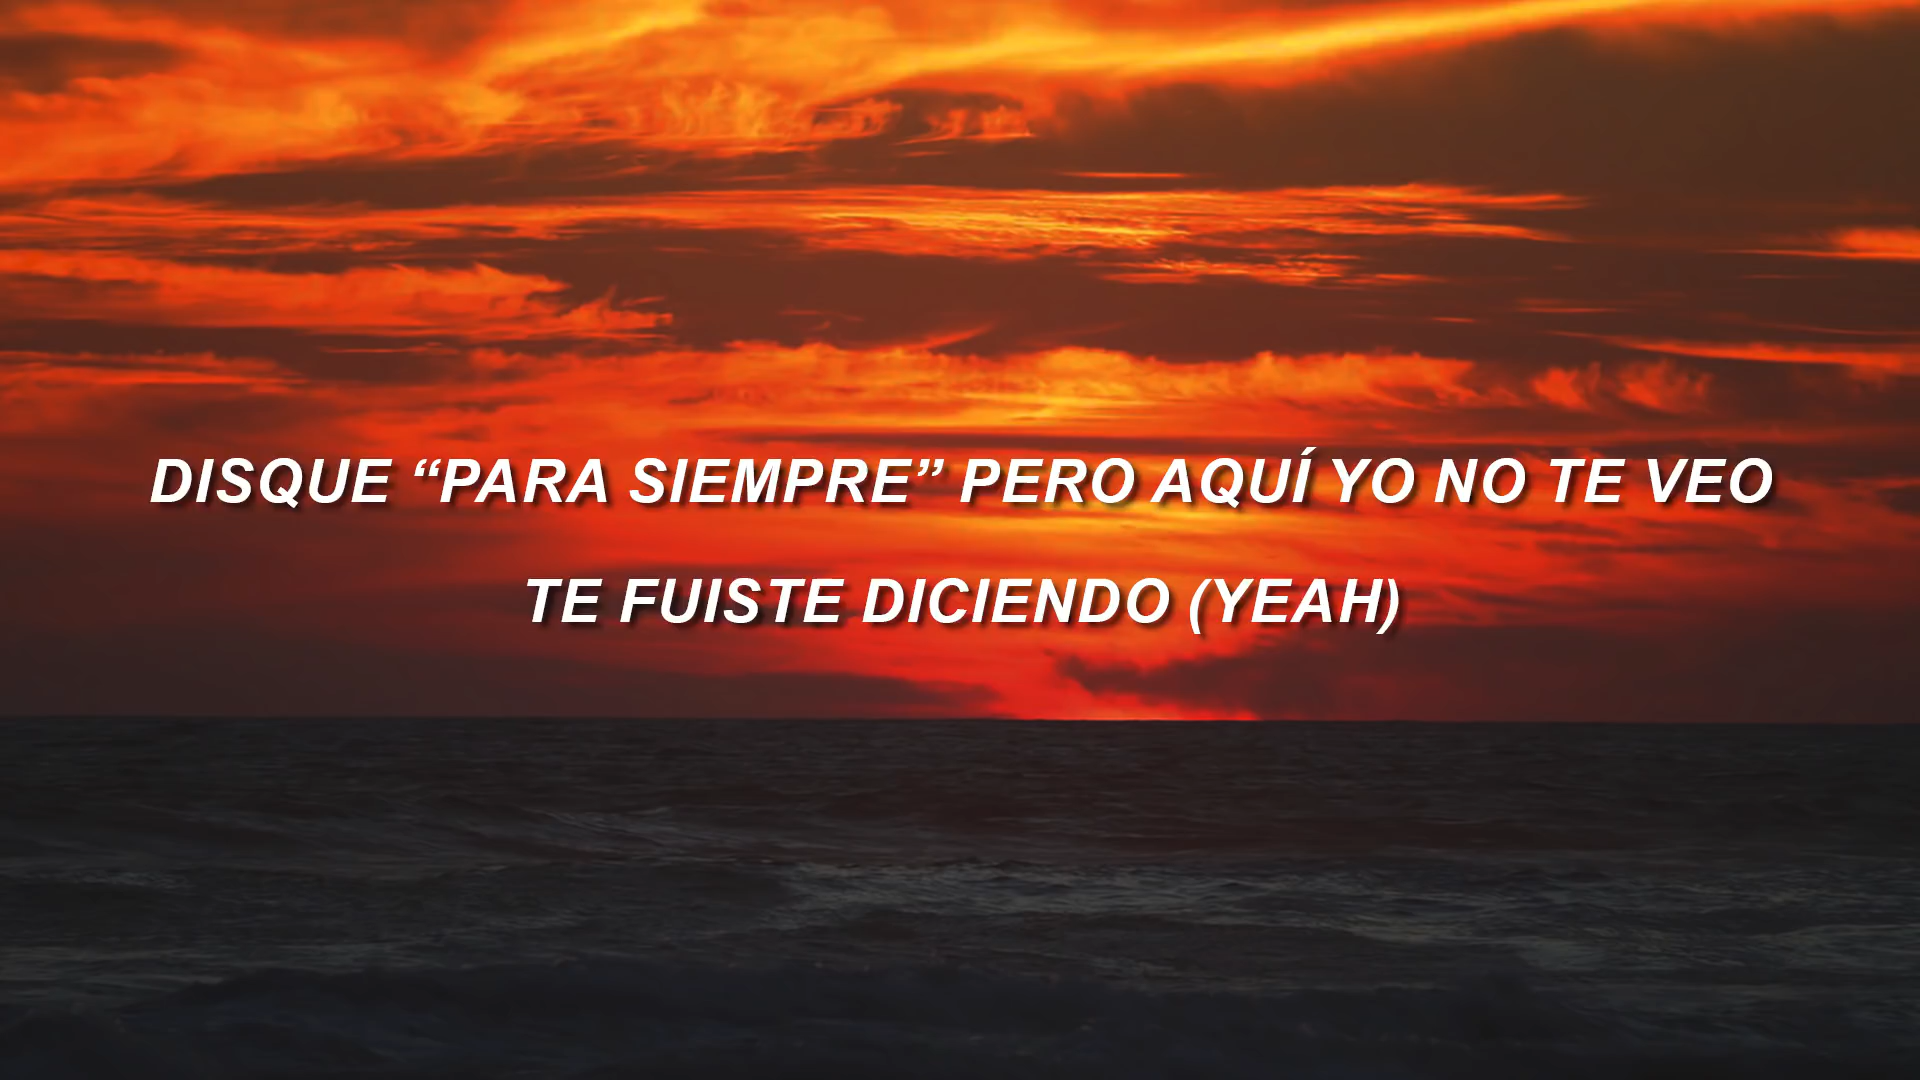 DISQUE “PARA SIEMPRE” PERO AQUÍ YO NO TE VEO
TE FUISTE DICIENDO (YEAH)